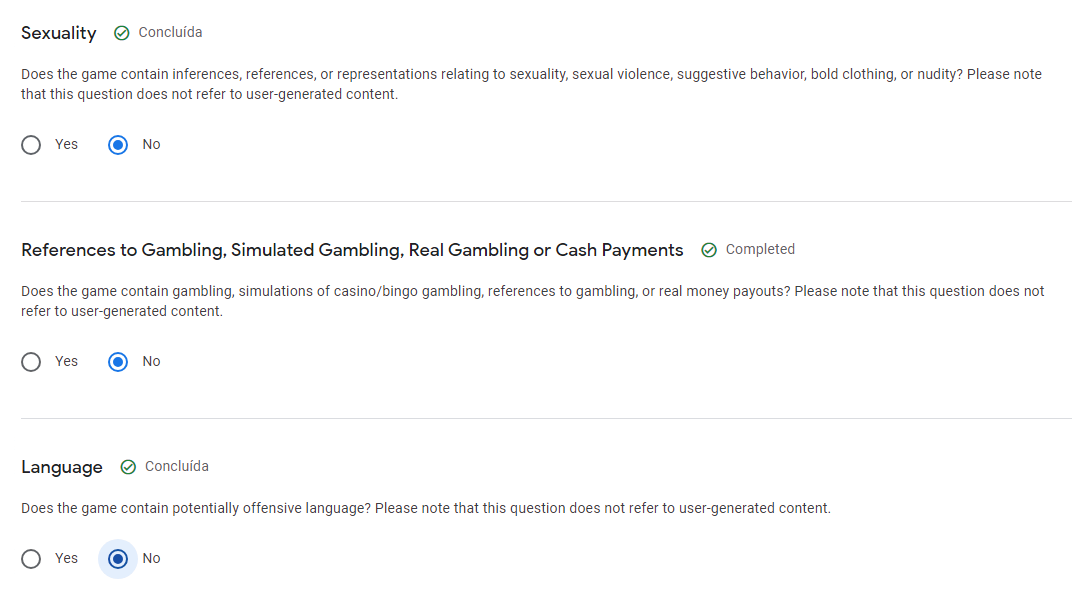 Sexuality Concluída
Does the game contain inferences, references, or representations relating to sexuality, sexual violence, suggestive behavior, bold clothing, or nudity? Please note
that this question does not refer to user-generated content.
Yes No
References to Gambling, Simulated Gambling, Real Gambling or Cash Payments Completed
Does the game contain gambling, simulations of casino/bingo gambling, references to gambling, or real money payouts? Please note that this question does not
refer to user-generated content.
Yes No
Language Concluída
Does the game contain potentially offensive language? Please note that this question does not refer to user-generated content.
Yes No